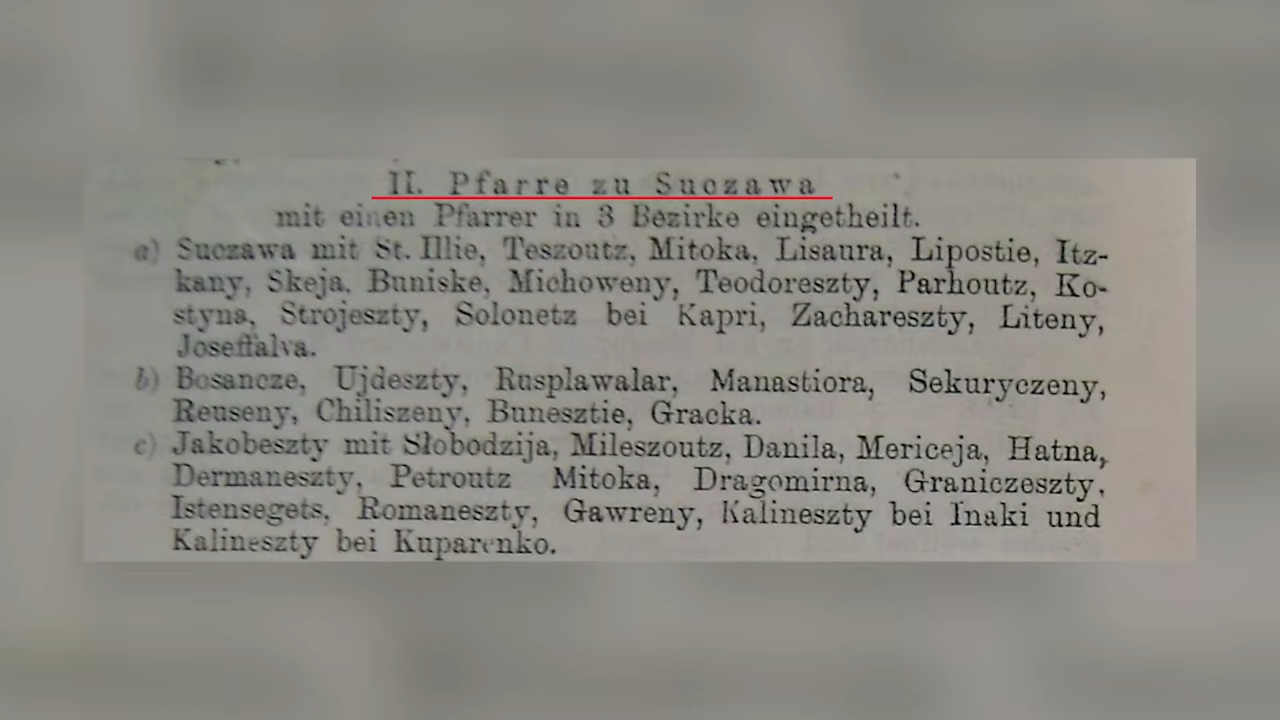 II. Pfarre zu Suczawa
mit einen Pfarrer in 3 Bezirke eingetheilt.
a) Suczawa mit St. Illie, Teszoutz, Mitoka, Lisaura, Lipostie, Itz-
kany, Skeja. Buniske, Michoweny, Teodoreszty, Parhoutz, Ko-
styna, Strojeszty, Solonetz bei Kapri, Zachareszty, Liteny,
Joseffalva.
b) Bosancze, Ujdeszty, Rusplawalar, Manastiora, Sekuryczeny,
Reuseny, Chiliszeny, Bunesztie, Gracka.
c) Jakobeszty mit Słobodzija, Mileszoutz, Danila, Mericeja, Hatna,
Dermaneszty, Petroutz Mitoka, Dragomirna, Graniczeszty,
Istensegets, Romaneszty, Gawreny, Kalineszty bei Inaki und
Kalineszty bei Kuparenko.